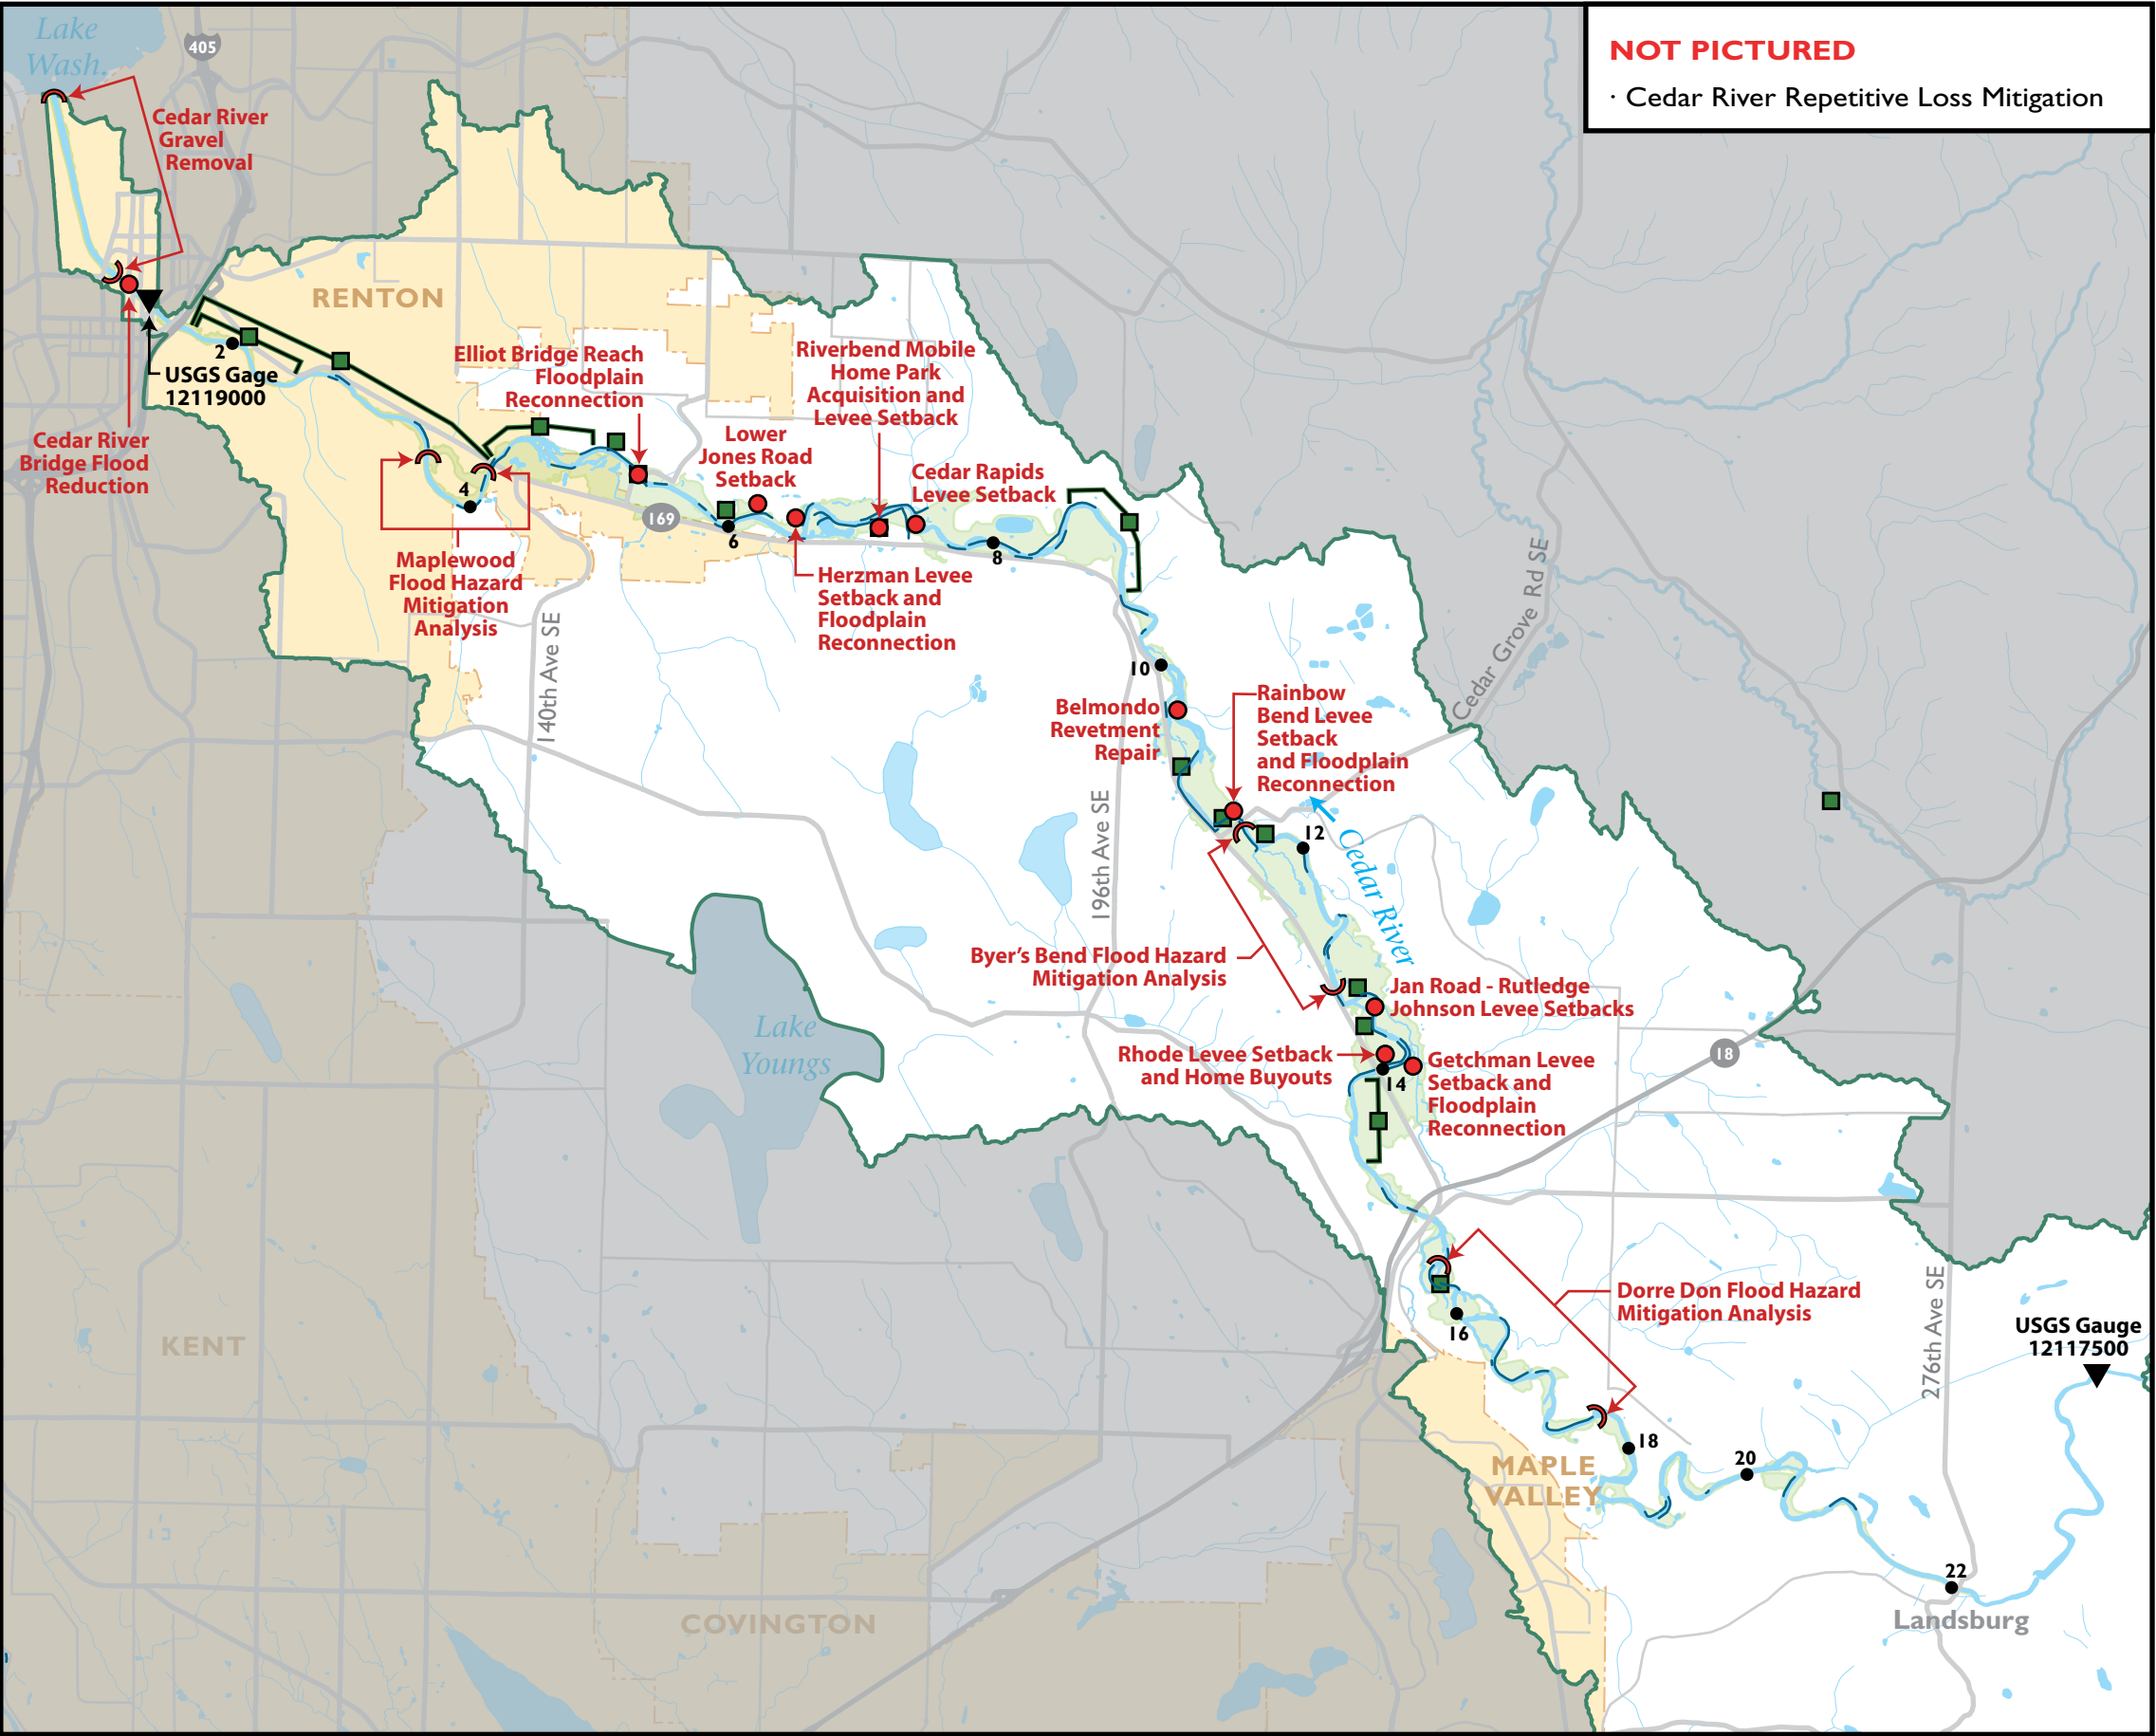 Lake
Wash.
405
NOT PICTURED
· Cedar River Repetitive Loss Mitigation
Cedar River
Gravel
Removal
RENTON
2
USGS Gage
12119000
Cedar River
Bridge Flood
Reduction
Elliot Bridge Reach
Floodplain
Reconnection
Riverbend Mobile
Home Park
Acquisition and
Levee Setback
Lower
Jones Road
Setback
Cedar Rapids
Levee Setback
4
169
6
8
Maplewood
Flood Hazard
Mitigation
Analysis
Herzman Levee
Setback and
Floodplain
Reconnection
140th Ave SE
Cedar Grove Rd SE
10
Belmondo
Revetment
Repair
Rainbow
Bend Levee
Setback
and Floodplain
Reconnection
196th Ave SE
12
Cedar River
Byer's Bend Flood Hazard
Mitigation Analysis
Jan Road - Rutledge
Johnson Levee Setbacks
Lake
Youngs
Rhode Levee Setback
and Home Buyouts
14
Getchman Levee
Setback and
Floodplain
Reconnection
18
Dorre Don Flood Hazard
Mitigation Analysis
16
276th Ave SE
USGS Gauge
12117500
KENT
18
20
MAPLE
VALLEY
22
Landsburg
COVINGTON